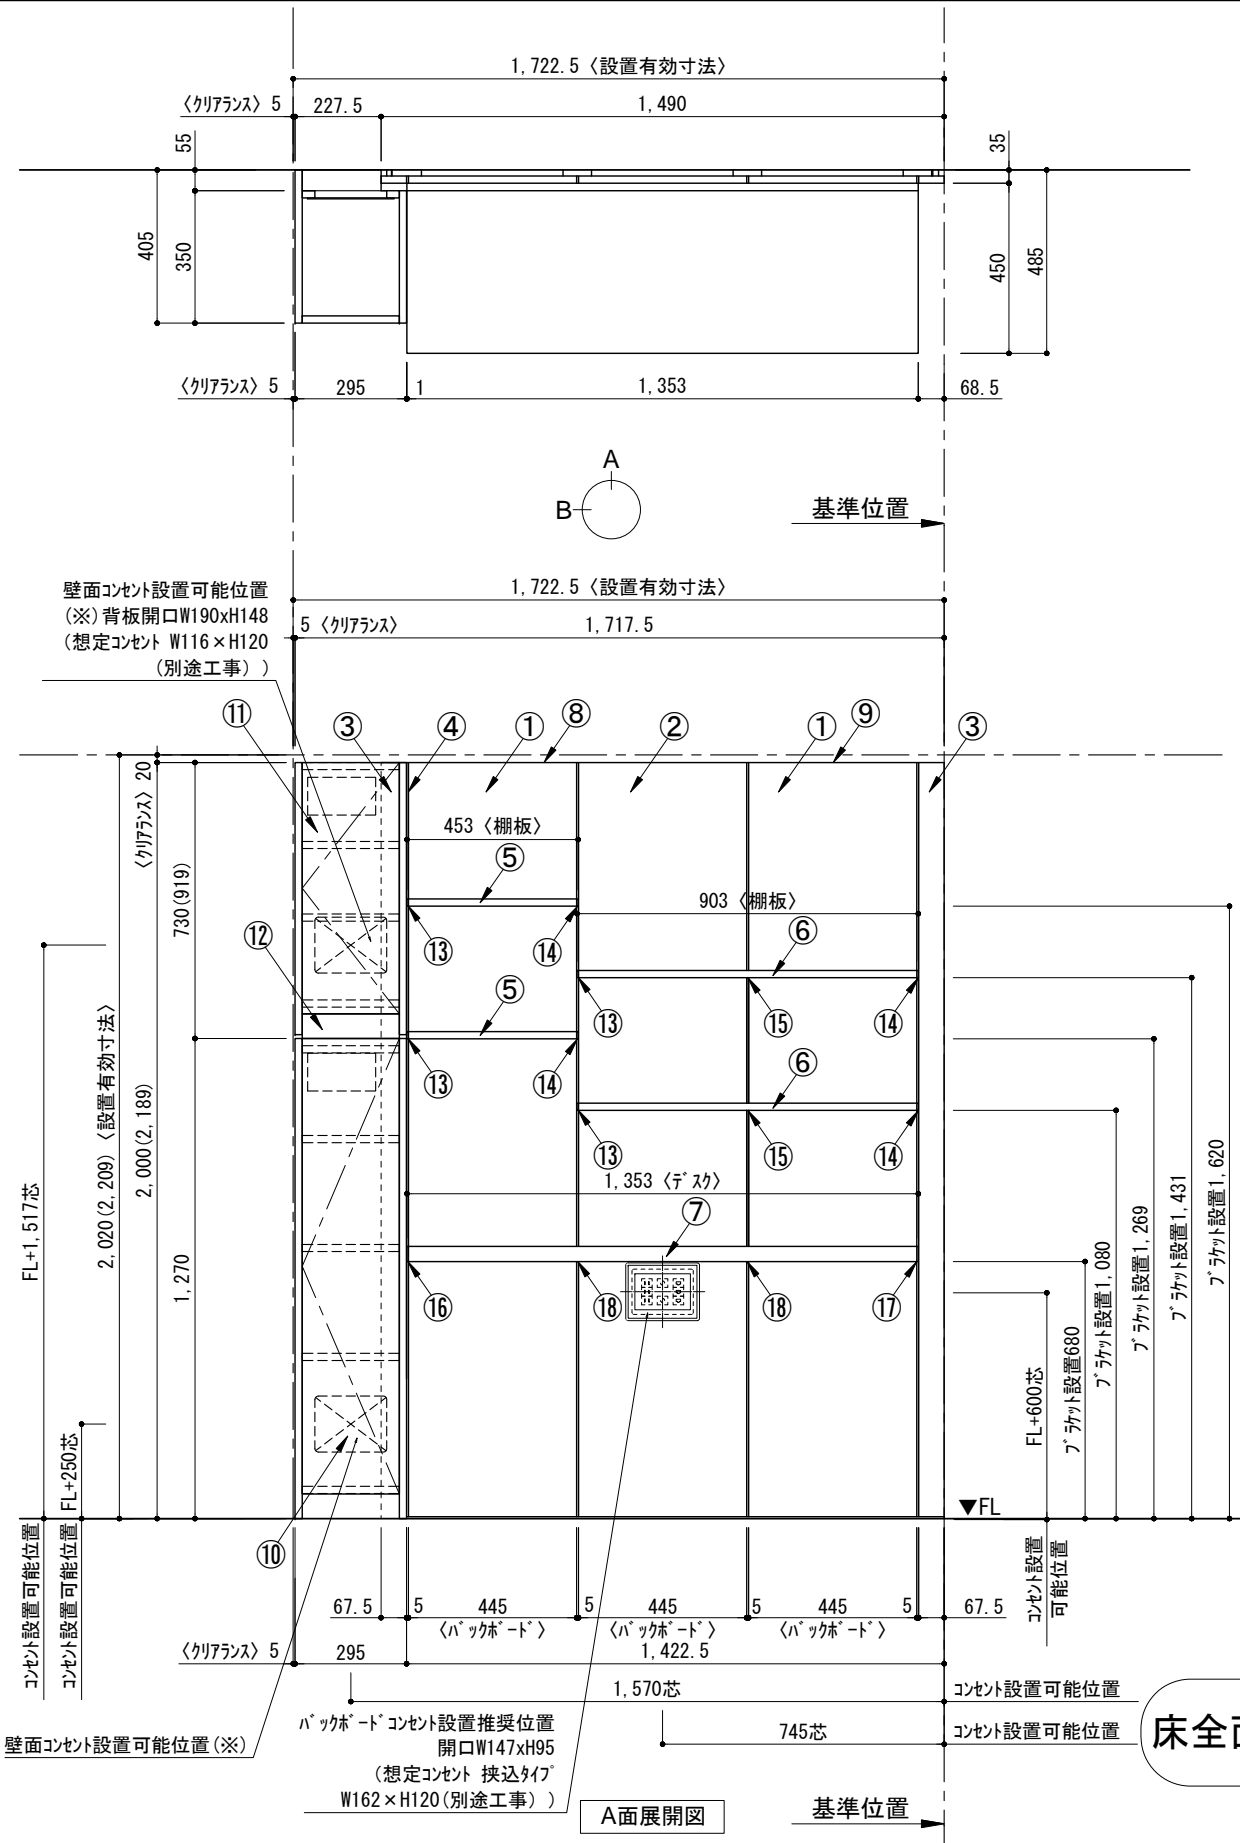 1,722.5〈設置有効寸法〉
〈クリアランス〉5
227.5
1,490
55
35
405
350
450
485
〈クリアランス〉5
295
1
1,353
68.5
A
B
基準位置
壁面コンセント設置可能位置
(※)背板開口W190xH148
(想定コンセント W116×H120
(別途工事))
1,722.5〈設置有効寸法〉
5〈クリアランス〉
1,717.5
⑪
③
④
①
⑧
②
①
⑨
③
〈クリアランス〉20
453〈棚板〉
⑤
730(919)
903〈棚板〉
⑫
⑬
⑭
⑥
⑤
⑬
⑮
⑭
⑬
⑭
⑥
⑬
⑮
⑭
1,353〈デスク〉
⑦
FL+1,517芯
2,020(2,209)〈設置有効寸法〉
2,000(2,189)
1,270
⑯
⑱
⑱
⑰
ブラケット設置1,620
ブラケット設置1,431
ブラケット設置1,269
ブラケット設置1,080
ブラケット設置680
FL+600芯
FL+250芯
▼FL
⑩
コンセント設置可能位置
コンセント設置可能位置
コンセント設置
可能位置
67.5
5
445
5
445
5
445
5
67.5
〈バックボード〉
〈バックボード〉
〈バックボード〉
〈クリアランス〉5
295
1,422.5
1,570芯
コンセント設置可能位置
745芯
コンセント設置可能位置
壁面コンセント設置可能位置(※)
バックボードコンセント設置推奨位置
開口W147xH95
(想定コンセント 挟込タイプ
W162×H120(別途工事))
A面展開図
基準位置
床全面